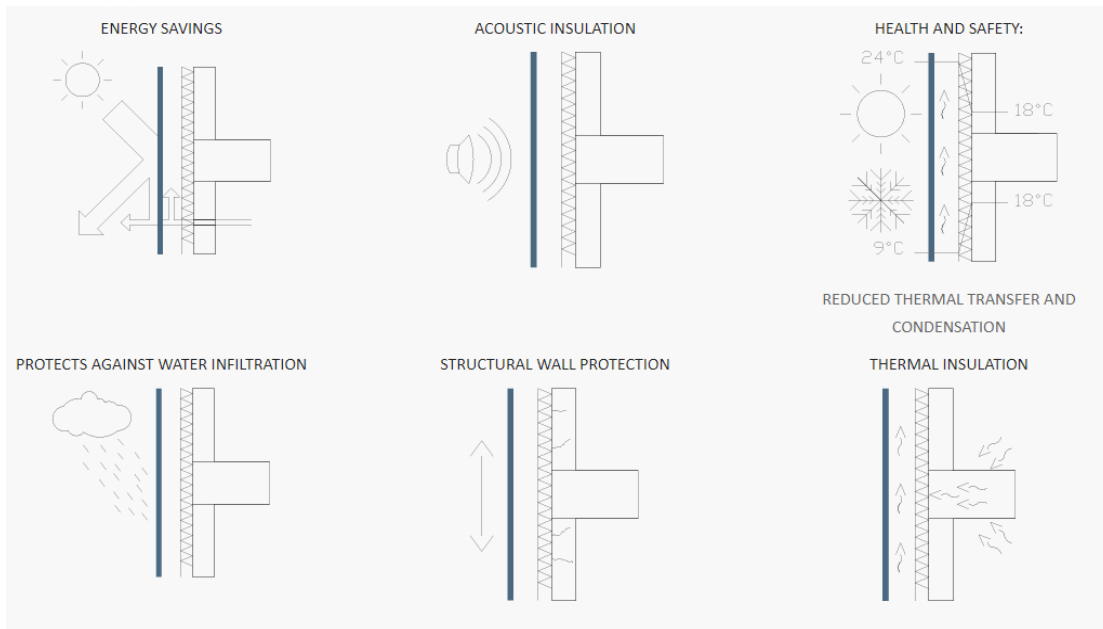 ENERGY SAVINGS
ACOUSTIC INSULATION
HEALTH AND SAFETY:
24°C
18°C
18°C
9°C
REDUCED THERMAL TRANSFER AND
CONDENSATION
PROTECTS AGAINST WATER INFILTRATION
STRUCTURAL WALL PROTECTION
THERMAL INSULATION